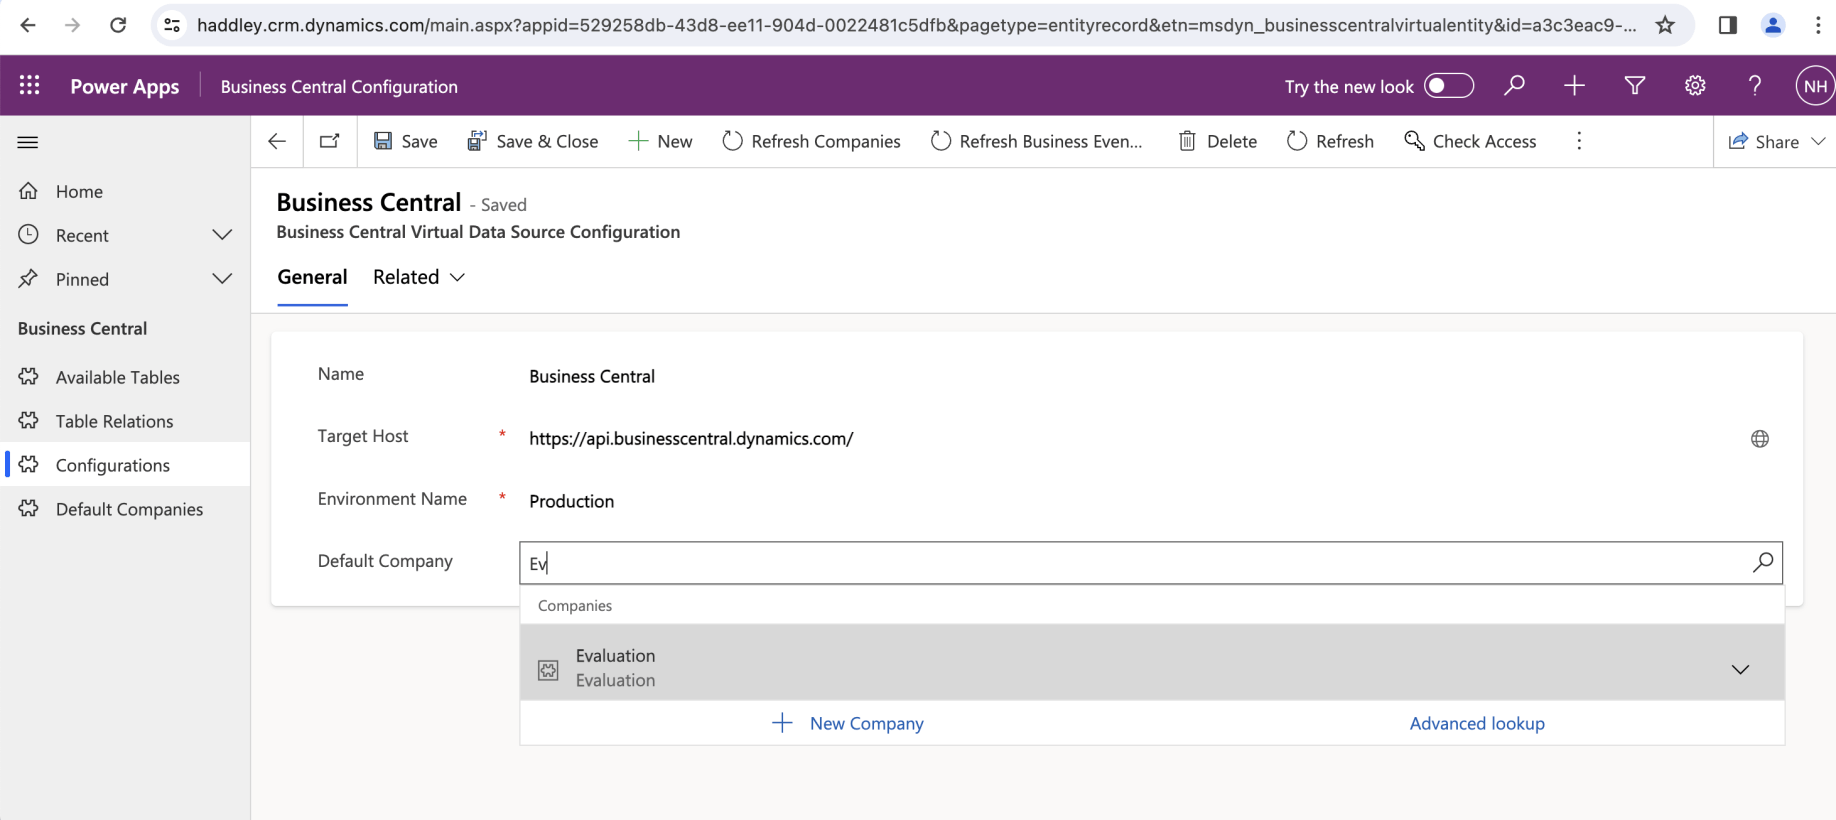 haddley.crm.dynamics.com/main.aspx?appid=529258db-43d8-ee11-904d-0022481c5dfb&pagetype=entityrecord&etn=msdyn_businesscentralvirtualentity&id=a3c3eac9-...
Power Apps
Business Central Configuration
Try the new look
?
NH
Save
Save & Close
New
Refresh Companies
Refresh Business Even...
Delete
Refresh
Check Access
Share
Home
Recent
Pinned
Business Central
Available Tables
Table Relations
Configurations
Default Companies
Business Central - Saved
Business Central Virtual Data Source Configuration
General
Related
Name
Business Central
Target Host *
https://api.businesscentral.dynamics.com/
Environment Name *
Production
Default Company
Ev
Companies
Evaluation
Evaluation
New Company
Advanced lookup